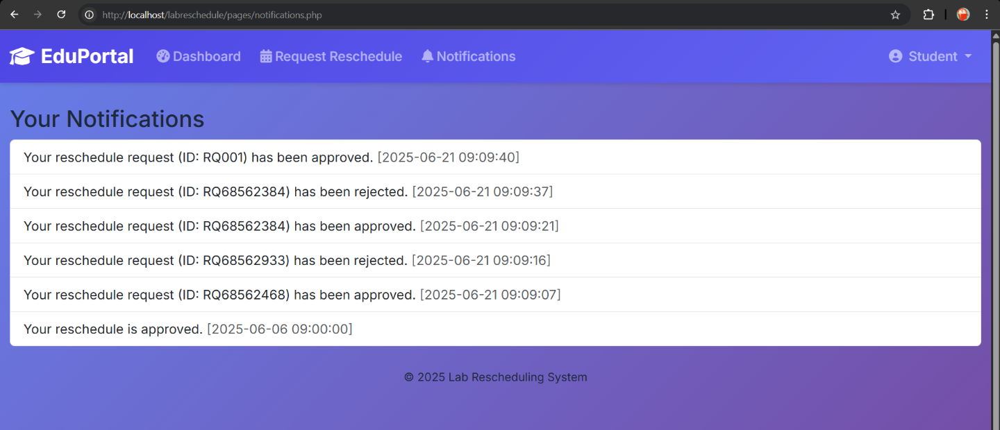 http://localhost/labreschedule/pages/notifications.php
EduPortal Dashboard Request Reschedule Notifications Student
Your Notifications
Your reschedule request (ID: RQ001) has been approved. [2025-06-21 09:09:40]
Your reschedule request (ID: RQ68562384) has been rejected. [2025-06-21 09:09:37]
Your reschedule request (ID: RQ68562384) has been approved. [2025-06-21 09:09:21]
Your reschedule request (ID: RQ68562933) has been rejected. [2025-06-21 09:09:16]
Your reschedule request (ID: RQ68562468) has been approved. [2025-06-21 09:09:07]
Your reschedule is approved. [2025-06-06 09:00:00]
© 2025 Lab Rescheduling System